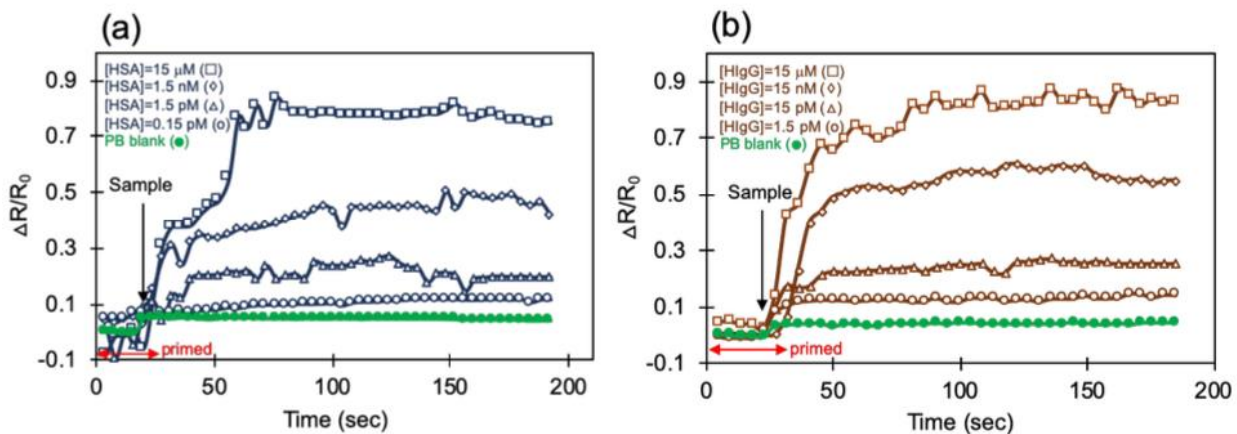 (a)
[HSA]=15 μM (□)
[HSA]=1.5 nM (◇)
[HSA]=1.5 pM (△)
[HSA]=0.15 pM (o)
PB blank (●)
Sample
primed
ΔR/R0
0.9
0.7
0.5
0.3
0.1
-0.1
0
50
100
150
200
Time (sec)
(b)
[HIgG]=15 μM (□)
[HIgG]=15 nM (◇)
[HIgG]=15 pM (△)
[HIgG]=1.5 pM (o)
PB blank (●)
Sample
primed
ΔR/R0
0.9
0.7
0.5
0.3
0.1
-0.1
0
50
100
150
200
Time (sec)